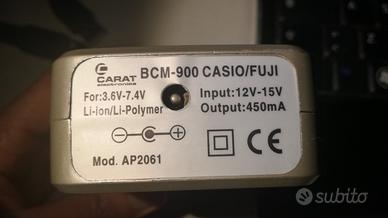 CARAT
electronics
BCM-900 CASIO/FUJI
For:3.6V-7.4V
Li-ion/Li-Polymer
Input:12V-15V
Output:450mA
Mod. AP2061
CE
subito